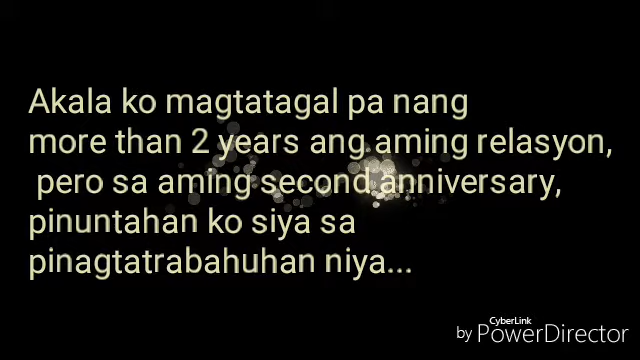 Akala ko magtatagal pa nang
more than 2 years ang aming relasyon,
pero sa aming second anniversary,
pinuntahan ko siya sa
pinagtatrabahuhan niya...
CyberLink
by PowerDirector